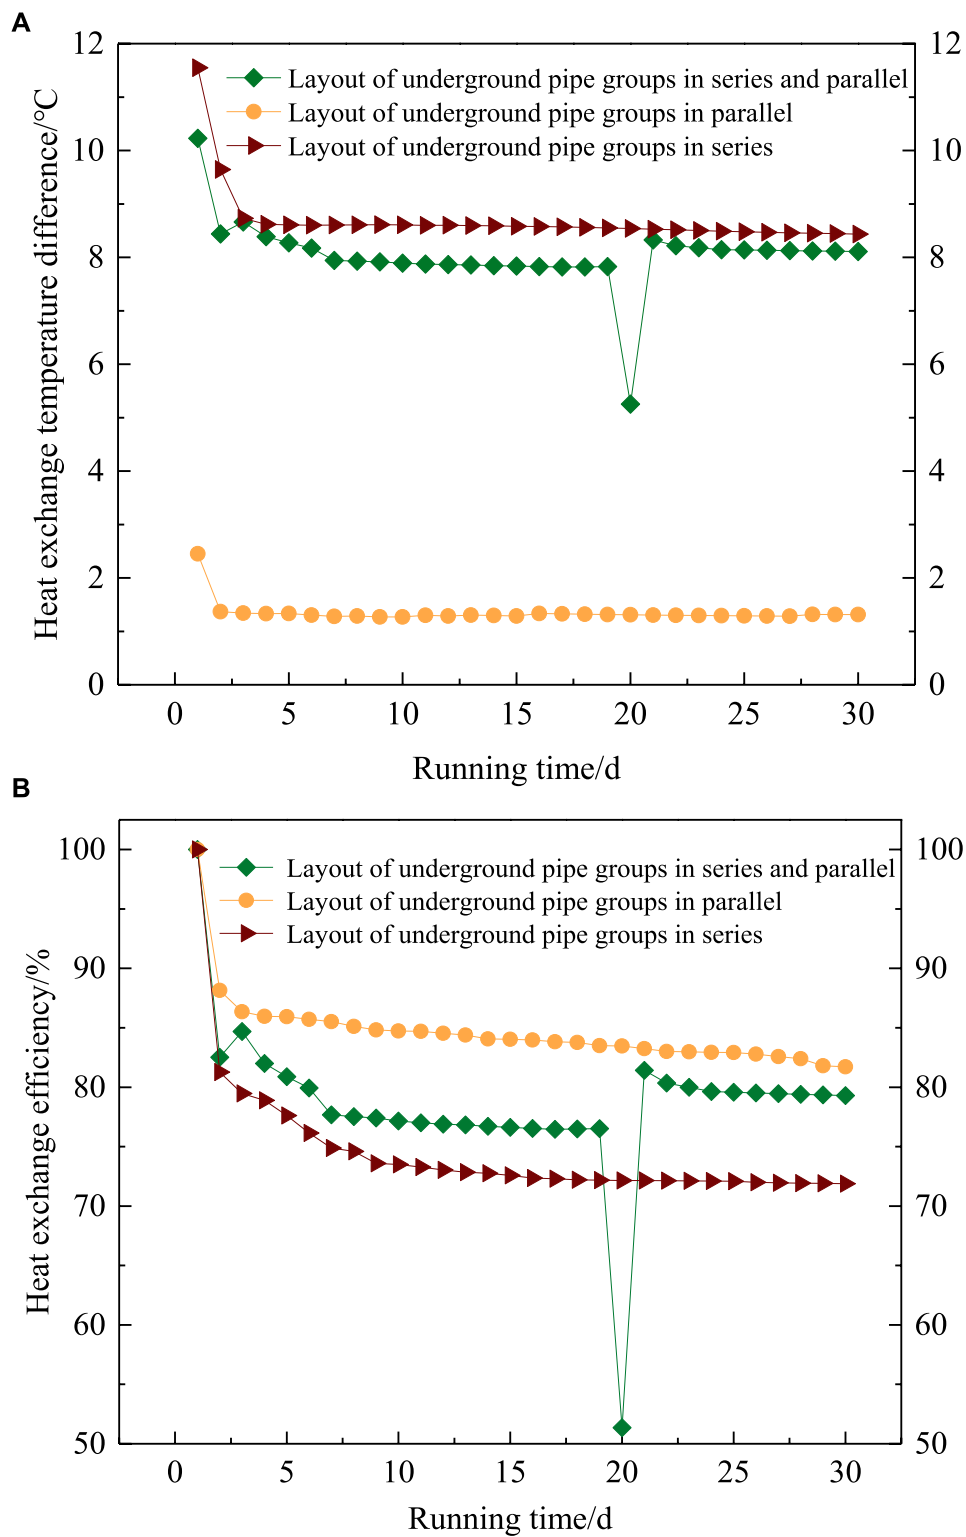 A
12 12
Layout of underground pipe groups in series and parallel
Layout of underground pipe groups in parallel
Layout of underground pipe groups in series
10 10
8 8
6 6
4 4
2 2
0 0
Heat exchange temperature difference/°C
0 5 10 15 20 25 30
Running time/d
B
100 100
Layout of underground pipe groups in series and parallel
Layout of underground pipe groups in parallel
Layout of underground pipe groups in series
90 90
80 80
70 70
60 60
50 50
Heat exchange efficiency/%
0 5 10 15 20 25 30
Running time/d